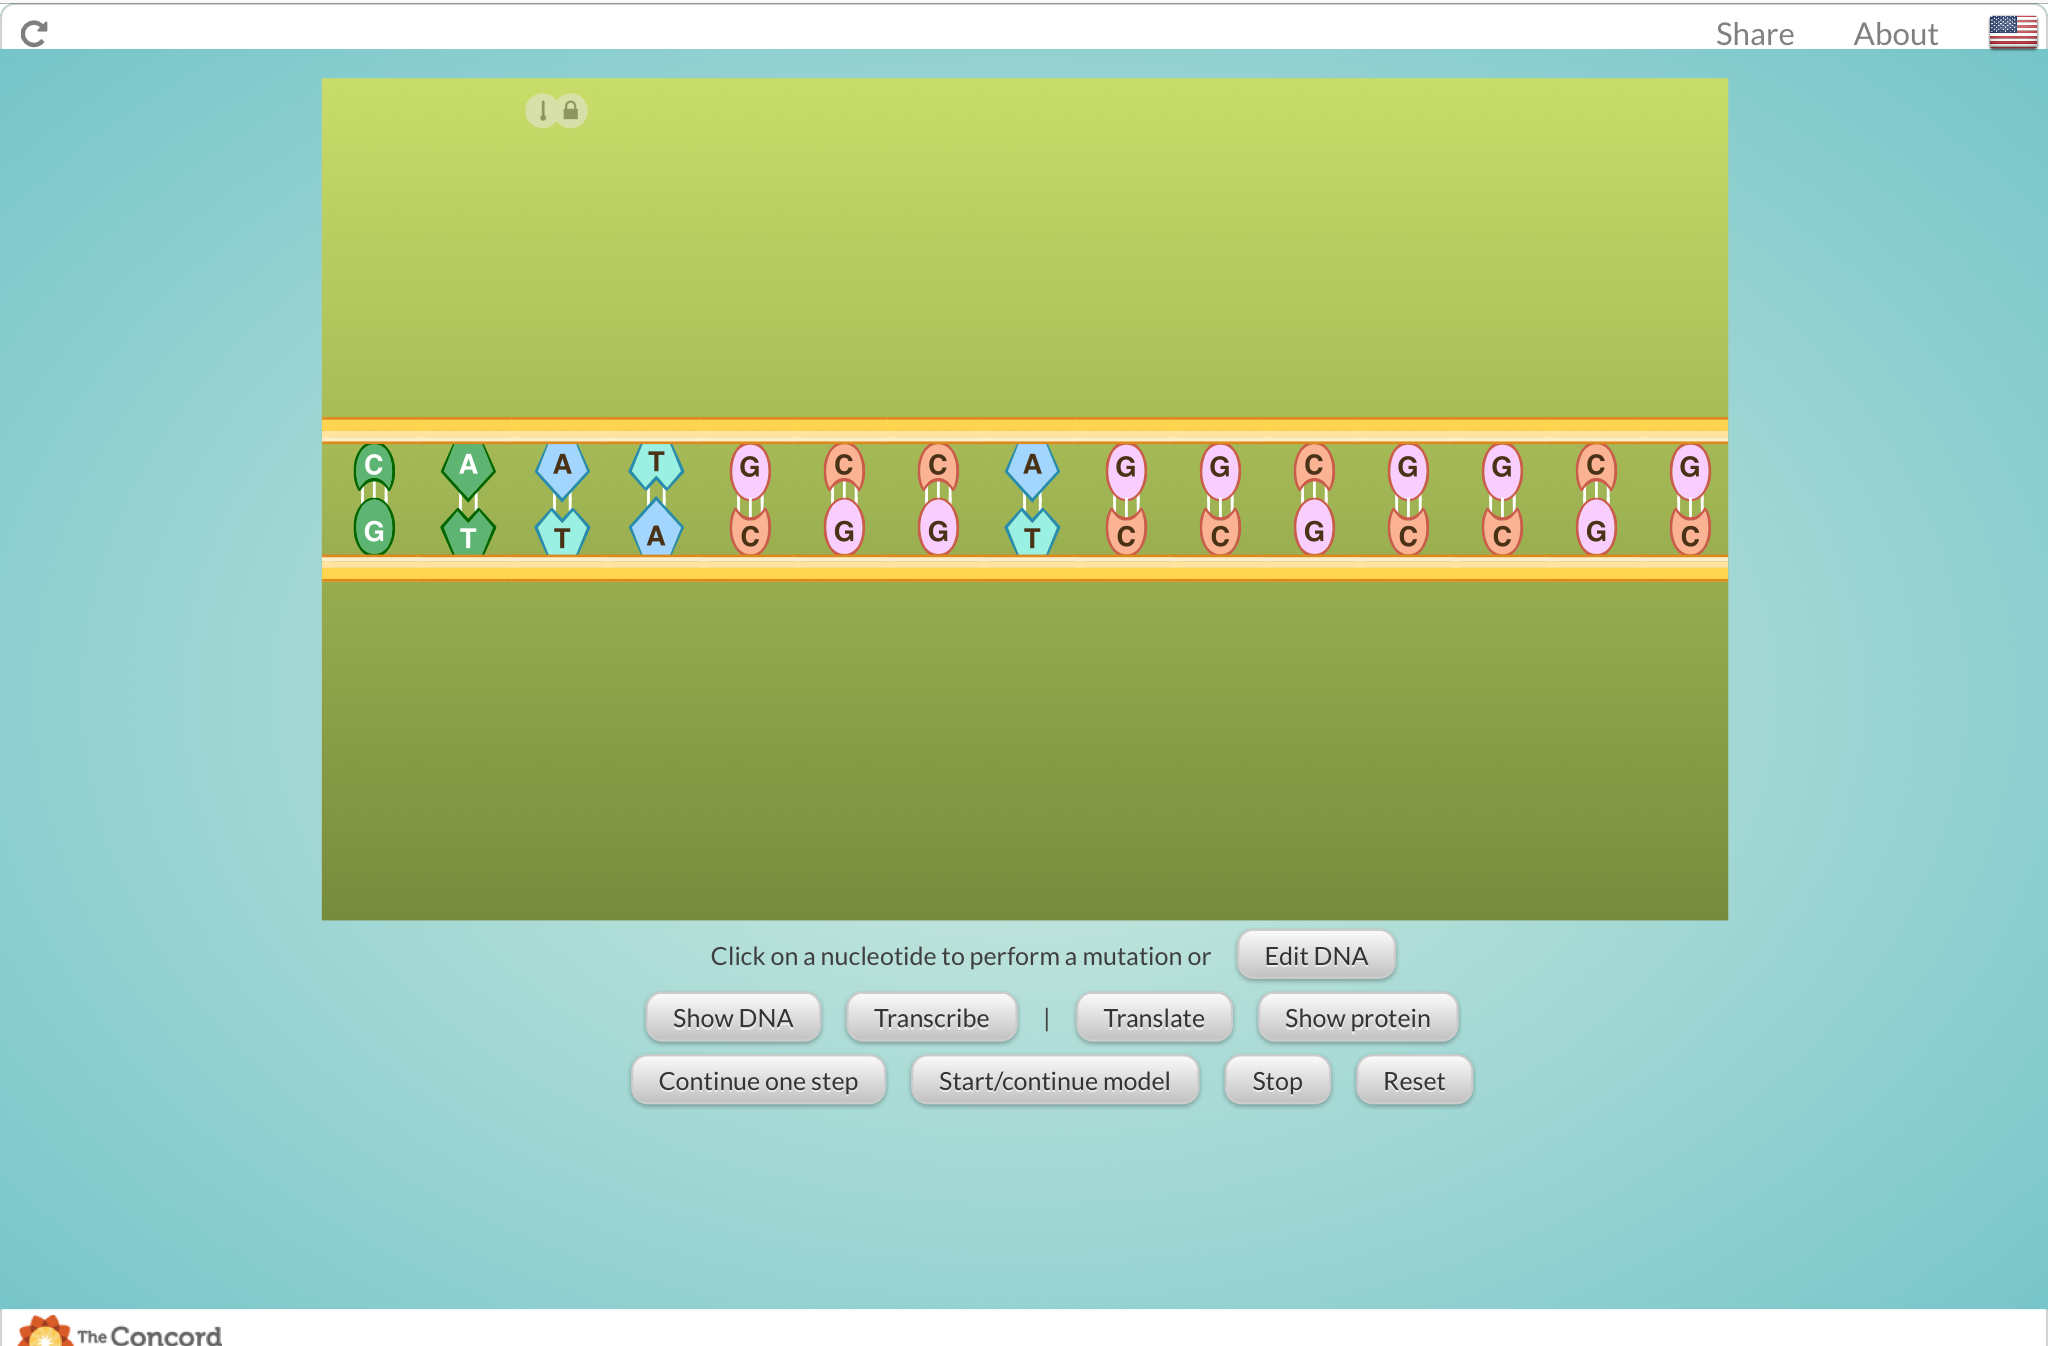 Share About
C A A T G C C A G G C G G C G
G T T A C G G T C C G C C G C
Click on a nucleotide to perform a mutation or Edit DNA
Show DNA Transcribe | Translate Show protein
Continue one step Start/continue model Stop Reset
The Concord